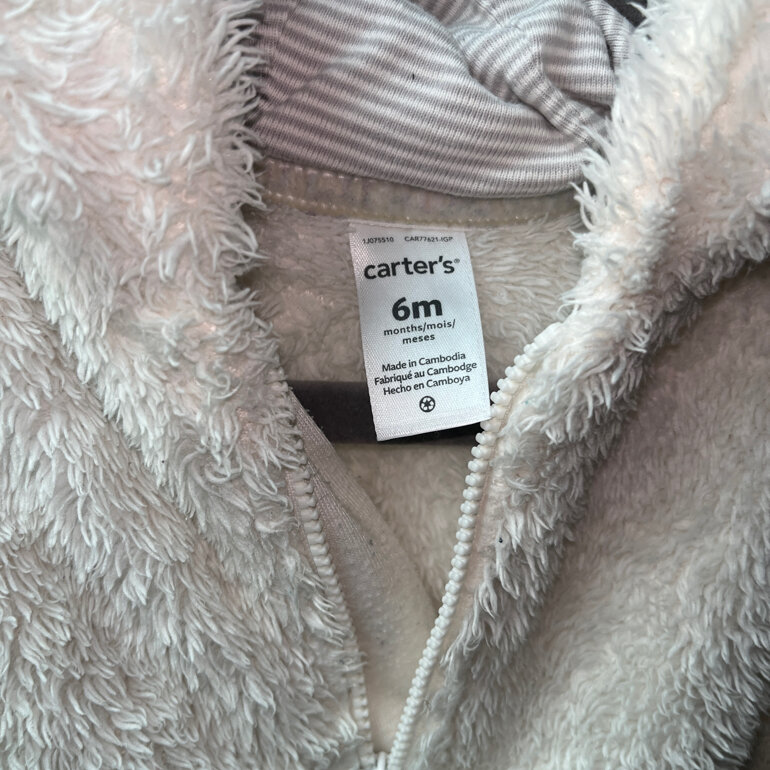 1J075510 CAR77621-IGP
carter's®
6m
months/mois/
meses
Made in Cambodia
Fabriqué au Cambodge
Hecho en Camboya